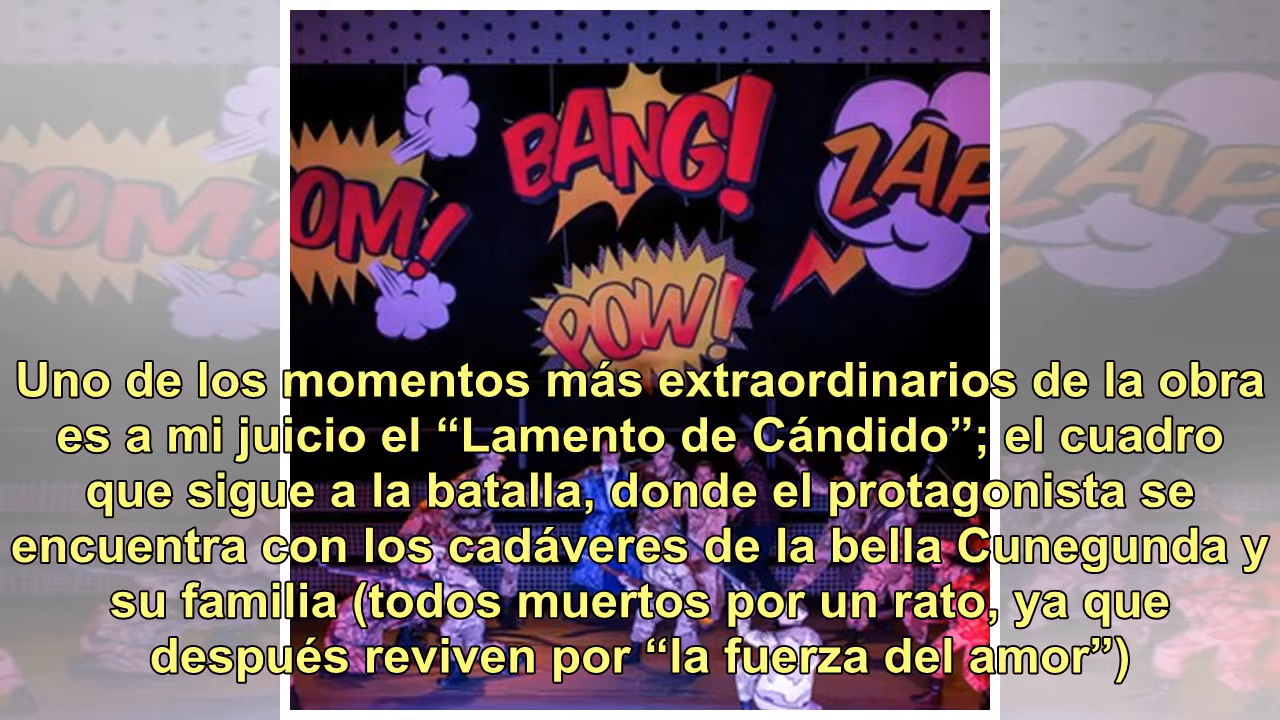 BANG!
OM!
ZAP
OM!
ZAP.
POW!
Uno de los momentos más extraordinarios de la obra
es a mi juicio el “Lamento de Cándido”; el cuadro
que sigue a la batalla, donde el protagonista se
encuentra con los cadáveres de la bella Cunegunda y
su familia (todos muertos por un rato, ya que
después reviven por “la fuerza del amor”)